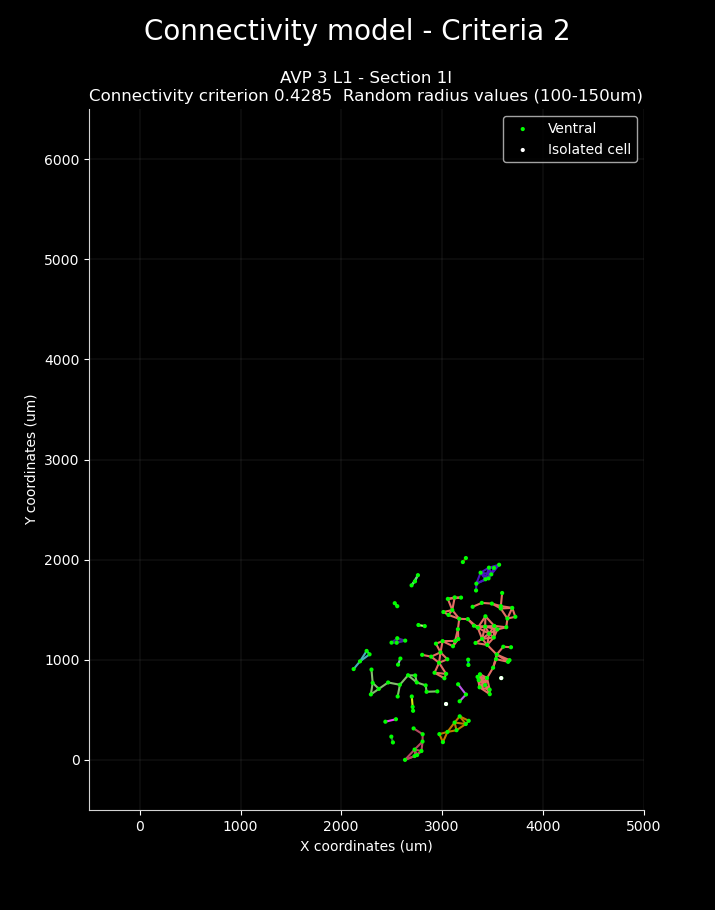 Connectivity model - Criteria 2
AVP 3 L1 - Section 1l
Connectivity criterion 0.4285  Random radius values (100-150um)
Ventral
Isolated cell
6000
5000
4000
3000
2000
1000
0
Y coordinates (um)
0
1000
2000
3000
4000
5000
X coordinates (um)